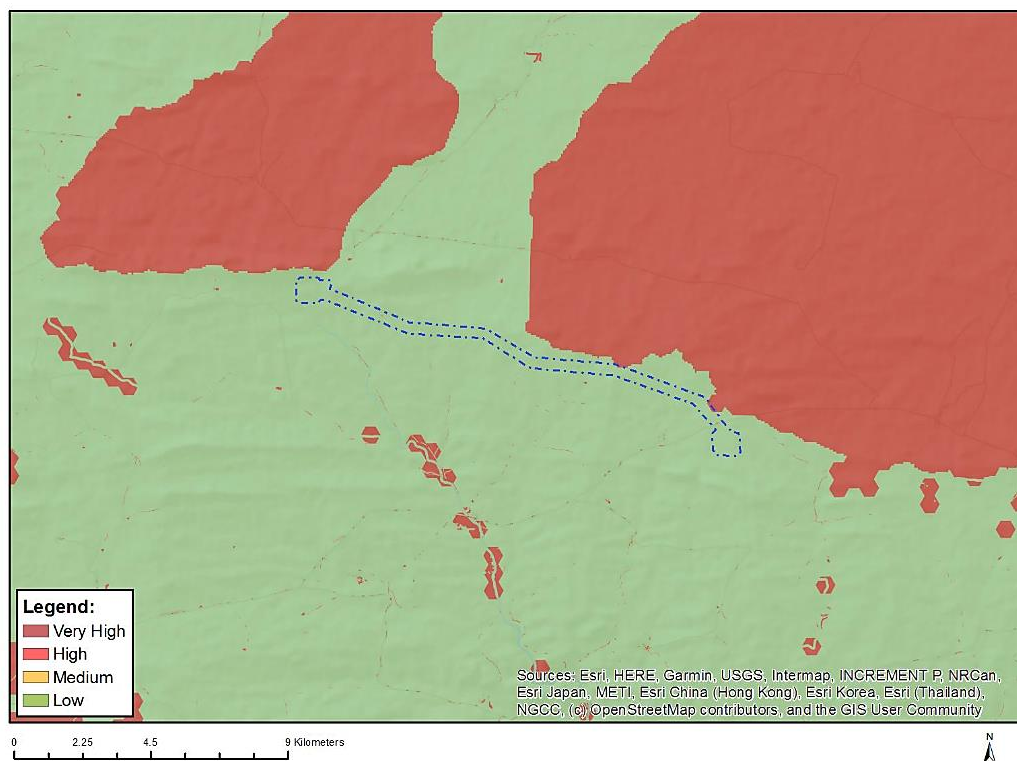 Legend:
Very High
High
Medium
Low
Sources: Esri, HERE, Garmin, USGS, Intermap, INCREMENT P, NRCan,
Esri Japan, METI, Esri China (Hong Kong), Esri Korea, Esri (Thailand),
NGCC, (c) OpenStreetMap contributors, and the GIS User Community
0 2.25 4.5 9 Kilometers
N